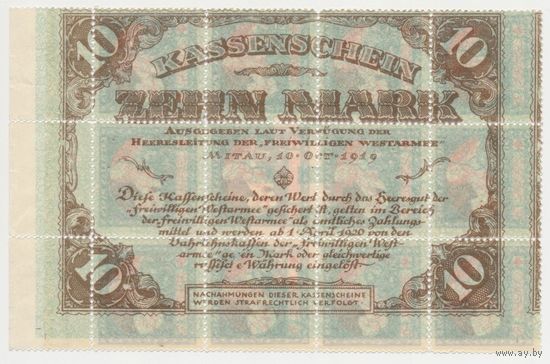 10 10
KASSENSCHEIN
ZEHN MARK
AUSGEGEBEN LAUT VERFÜGUNG DER
HEERESLEITUNG DER „FREIWILLIGEN WESTARMEE“
MITAU, 10·OKT·1919
Diese Kassenscheine, deren Wert durch das Heeresgut der
„freiwilligen Westarmee“ gesichert ist, gelten im Bereich
der „freiwilligen Westarmee“ als amtliches Zahlungs-
mittel und werden ab 1 April 1920 von den
der „freiwilligen West-
armee“ gegen Mark oder gleichwertige
Währung eingelöst
10 10
NACHAHMUNGEN DIESER KASSENSCHEINE
WERDEN STRAFRECHTLICH VERFOLGT
www.ay.by